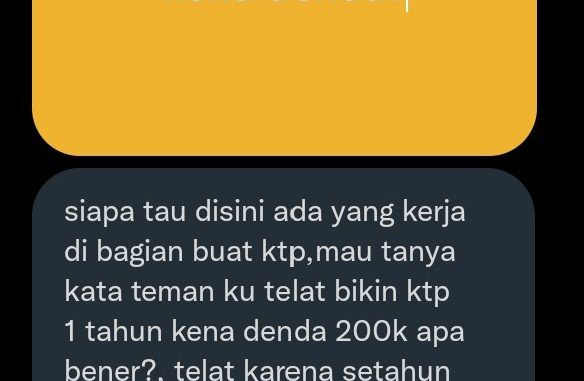 siapa tau disini ada yang kerja
di bagian buat ktp,mau tanya
kata teman ku telat bikin ktp
1 tahun kena denda 200k apa
bener?, telat karena setahun